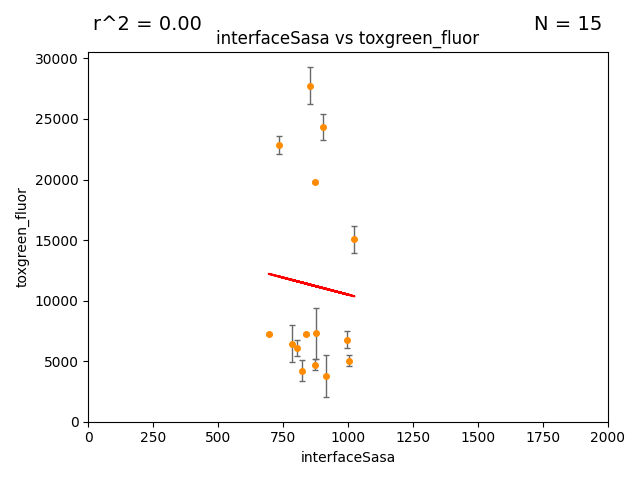 r^2 = 0.00
N = 15
interfaceSasa vs toxgreen_fluor
30000
25000
20000
15000
10000
5000
0
toxgreen_fluor
0 250 500 750 1000 1250 1500 1750 2000
interfaceSasa